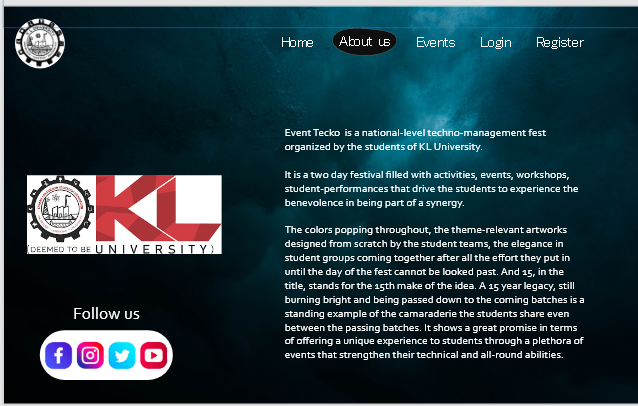 Home About us Events Login Register
Event Tecko is a national-level techno-management fest
organized by the students of KL University.
It is a two day festival filled with activities, events, workshops,
student-performances that drive the students to experience the
benevolence in being part of a synergy.
The colors popping throughout, the theme-relevant artworks
designed from scratch by the student teams, the elegance in
student groups coming together after all the effort they put in
until the day of the fest cannot be looked past. And 15, in the
title, stands for the 15th make of the idea. A 15 year legacy, still
burning bright and being passed down to the coming batches is a
standing example of the camaraderie the students share even
between the passing batches. It shows a great promise in terms
of offering a unique experience to students through a plethora of
events that strengthen their technical and all-round abilities.
KL
(DEEMED TO BE UNIVERSITY)
Follow us